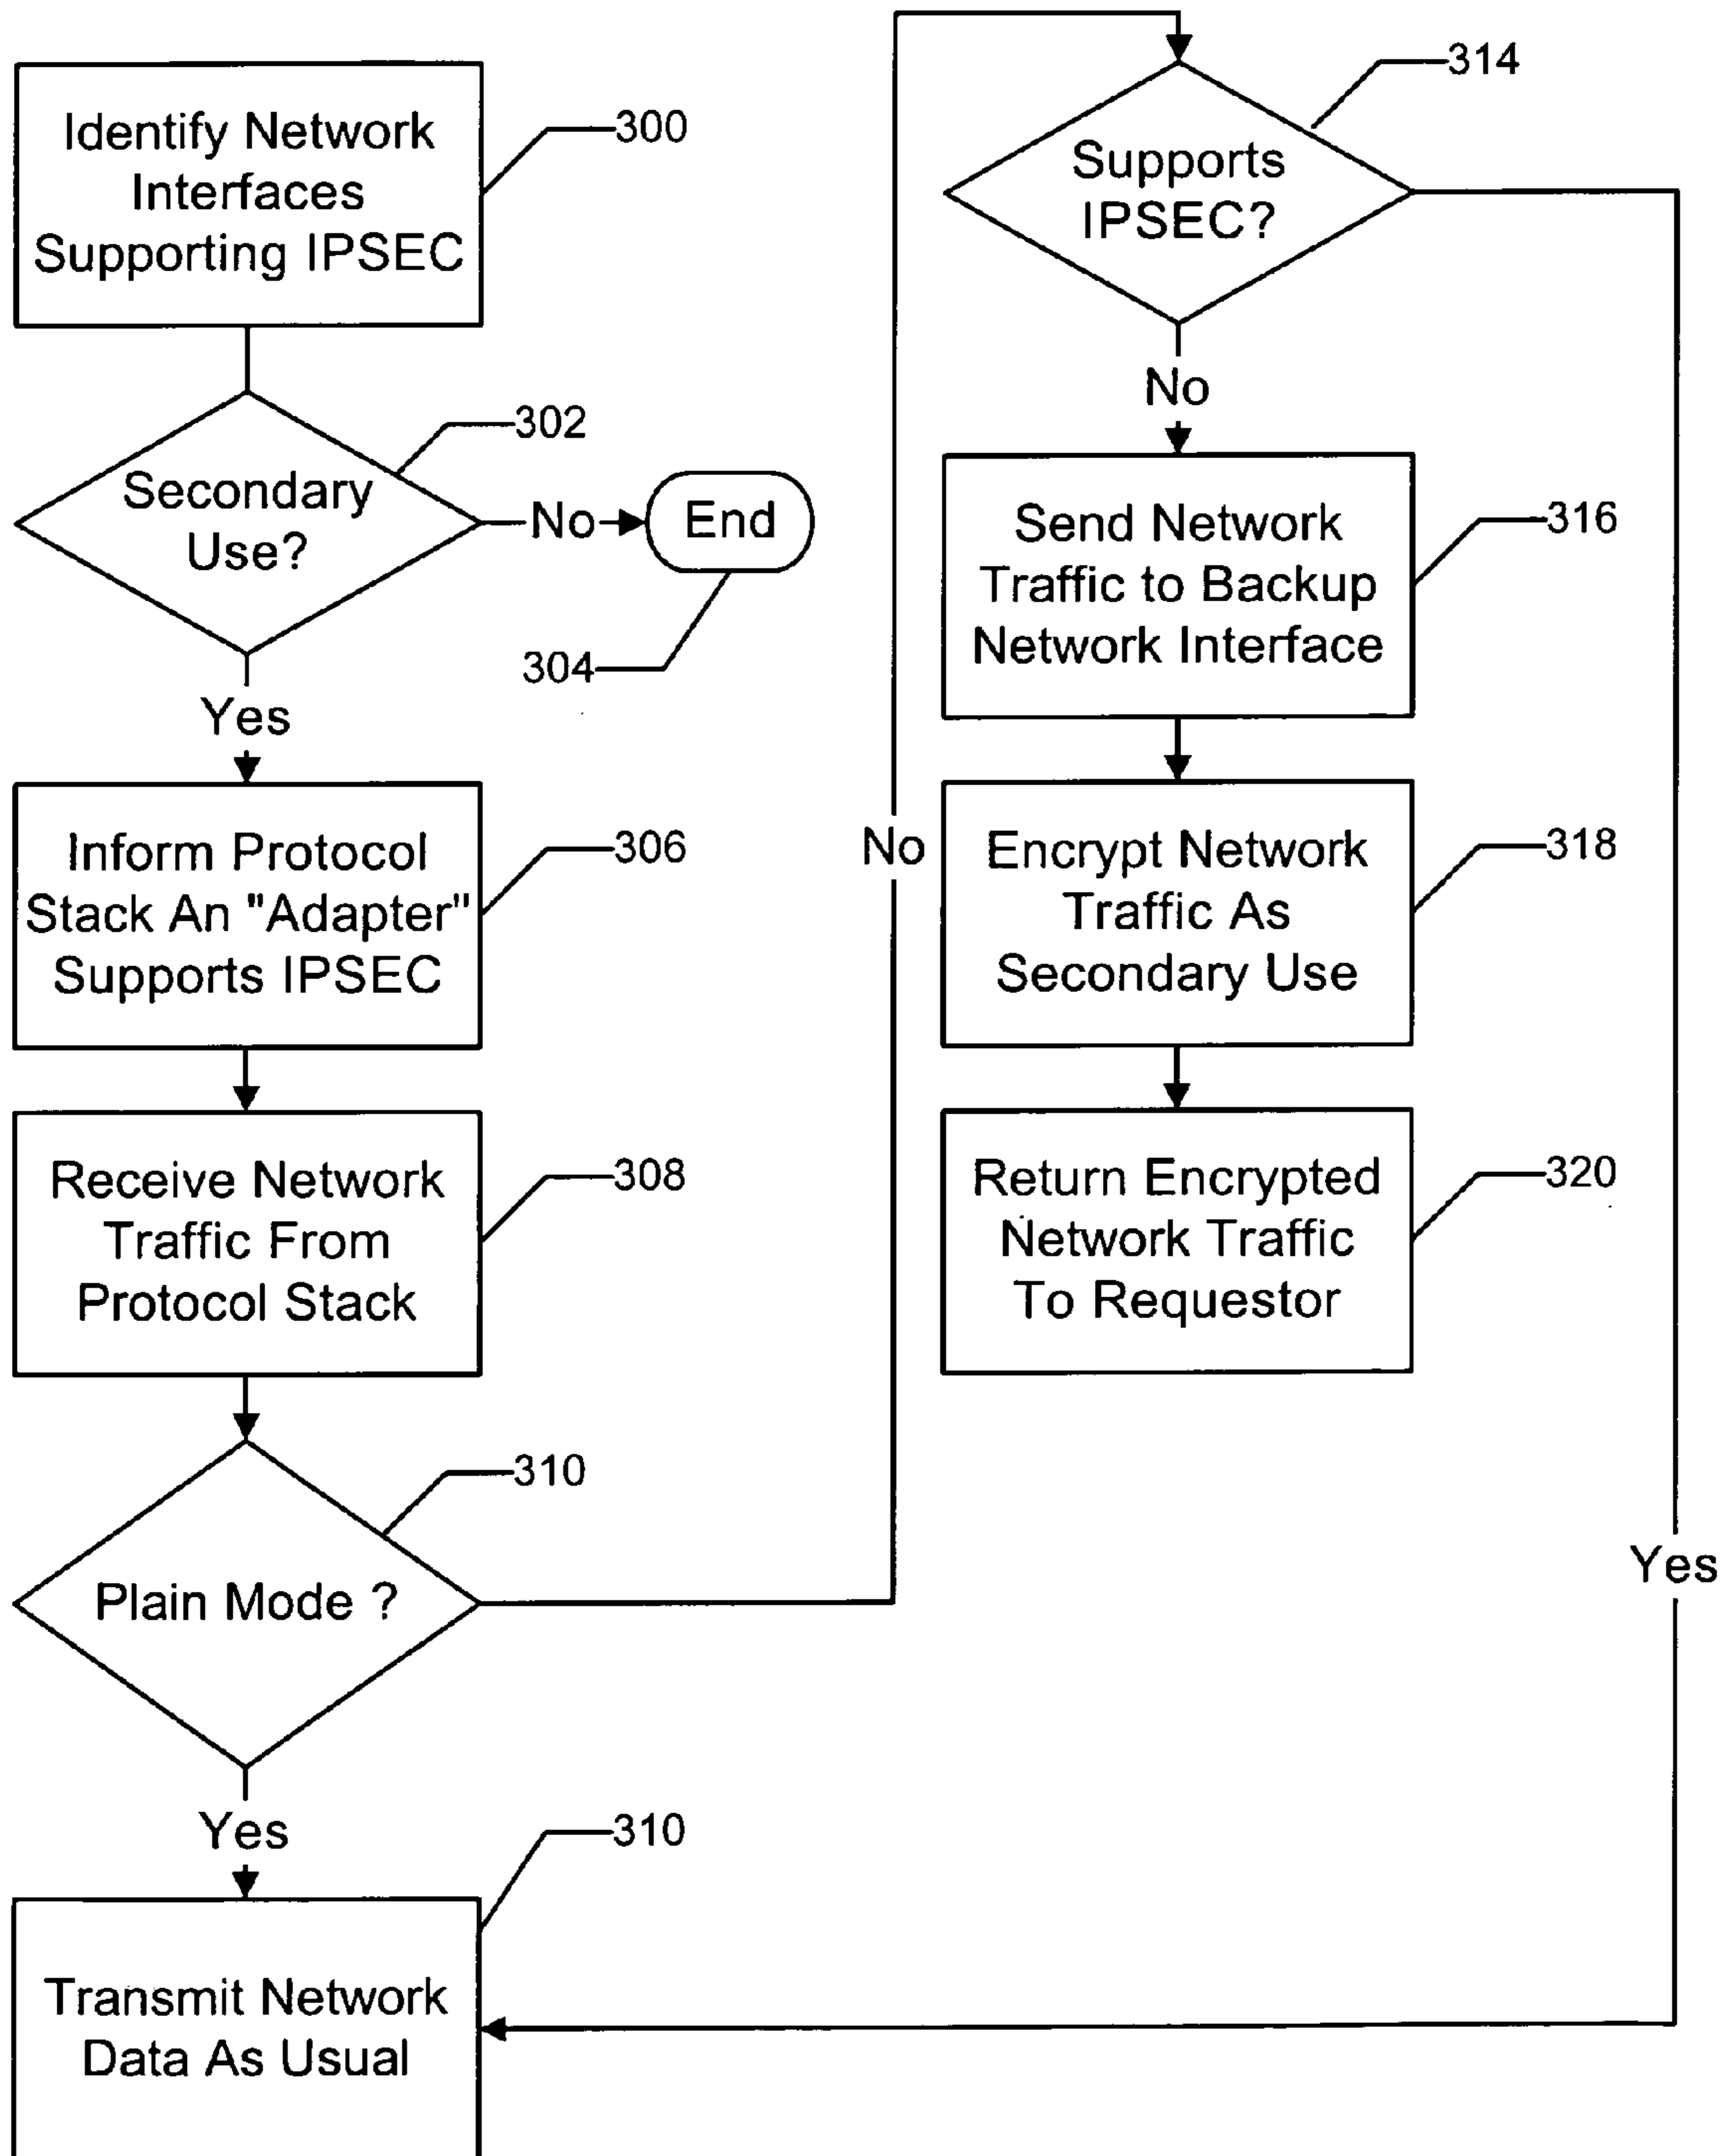 Identify Network
Interfaces
Supporting IPSEC
300
Secondary
Use?
302
No
End
304
Yes
Inform Protocol
Stack An "Adapter"
Supports IPSEC
306
Receive Network
Traffic From
Protocol Stack
308
Plain Mode ?
310
No
Yes
Transmit Network
Data As Usual
310
Supports
IPSEC?
314
No
Yes
Send Network
Traffic to Backup
Network Interface
316
Encrypt Network
Traffic As
Secondary Use
318
Return Encrypted
Network Traffic
To Requestor
320